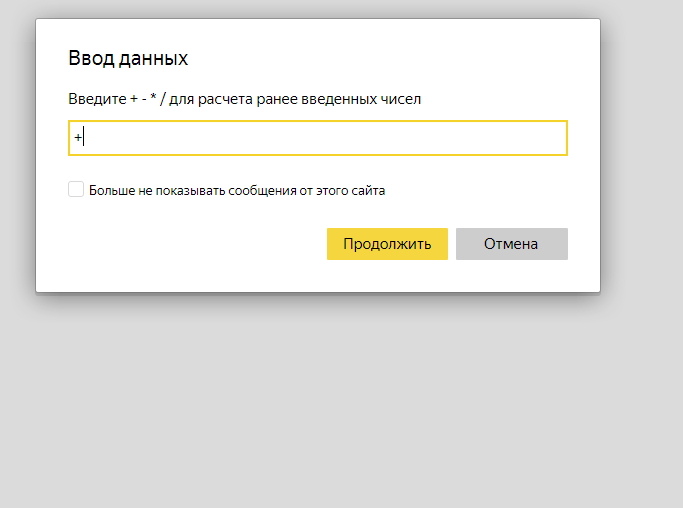 Ввод данных
Введите + - * / для расчета ранее введенных чисел
+
Больше не показывать сообщения от этого сайта
Продолжить Отмена